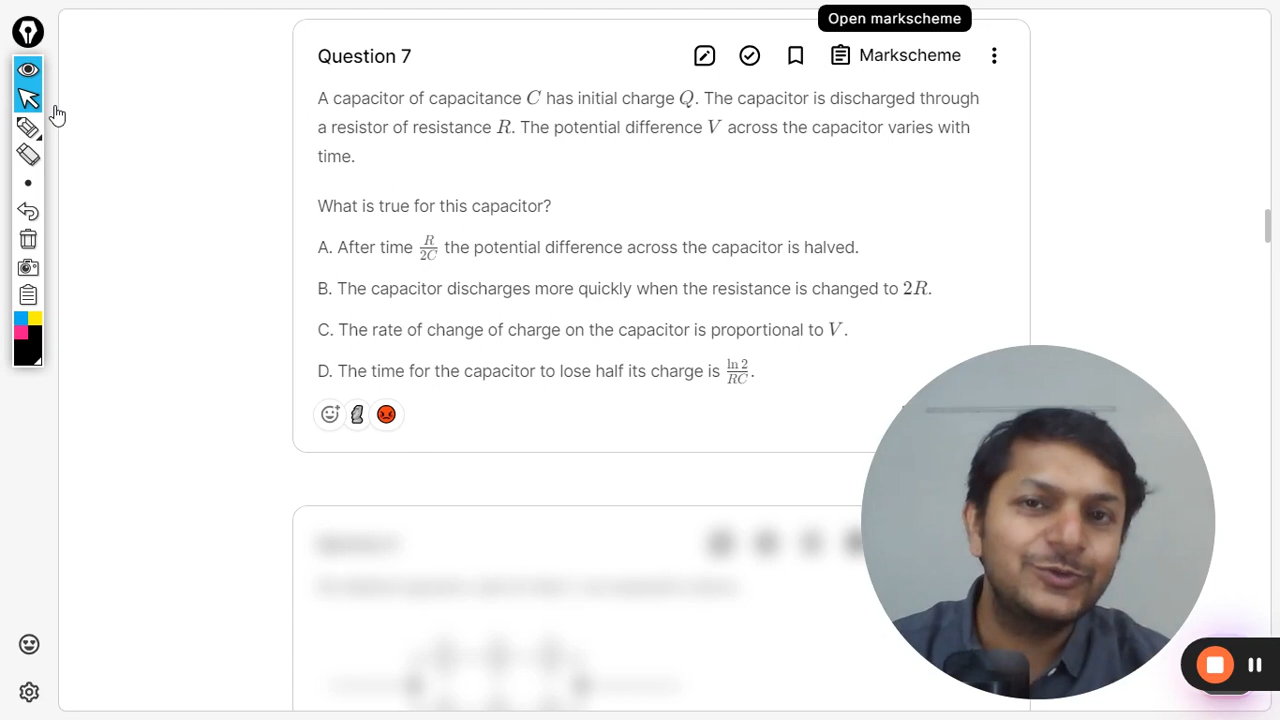 Open markscheme
Question 7
Markscheme
A capacitor of capacitance C has initial charge Q. The capacitor is discharged through
a resistor of resistance R. The potential difference V across the capacitor varies with
time.
What is true for this capacitor?
A. After time R/2C the potential difference across the capacitor is halved.
B. The capacitor discharges more quickly when the resistance is changed to 2R.
C. The rate of change of charge on the capacitor is proportional to V.
D. The time for the capacitor to lose half its charge is ln 2/RC.